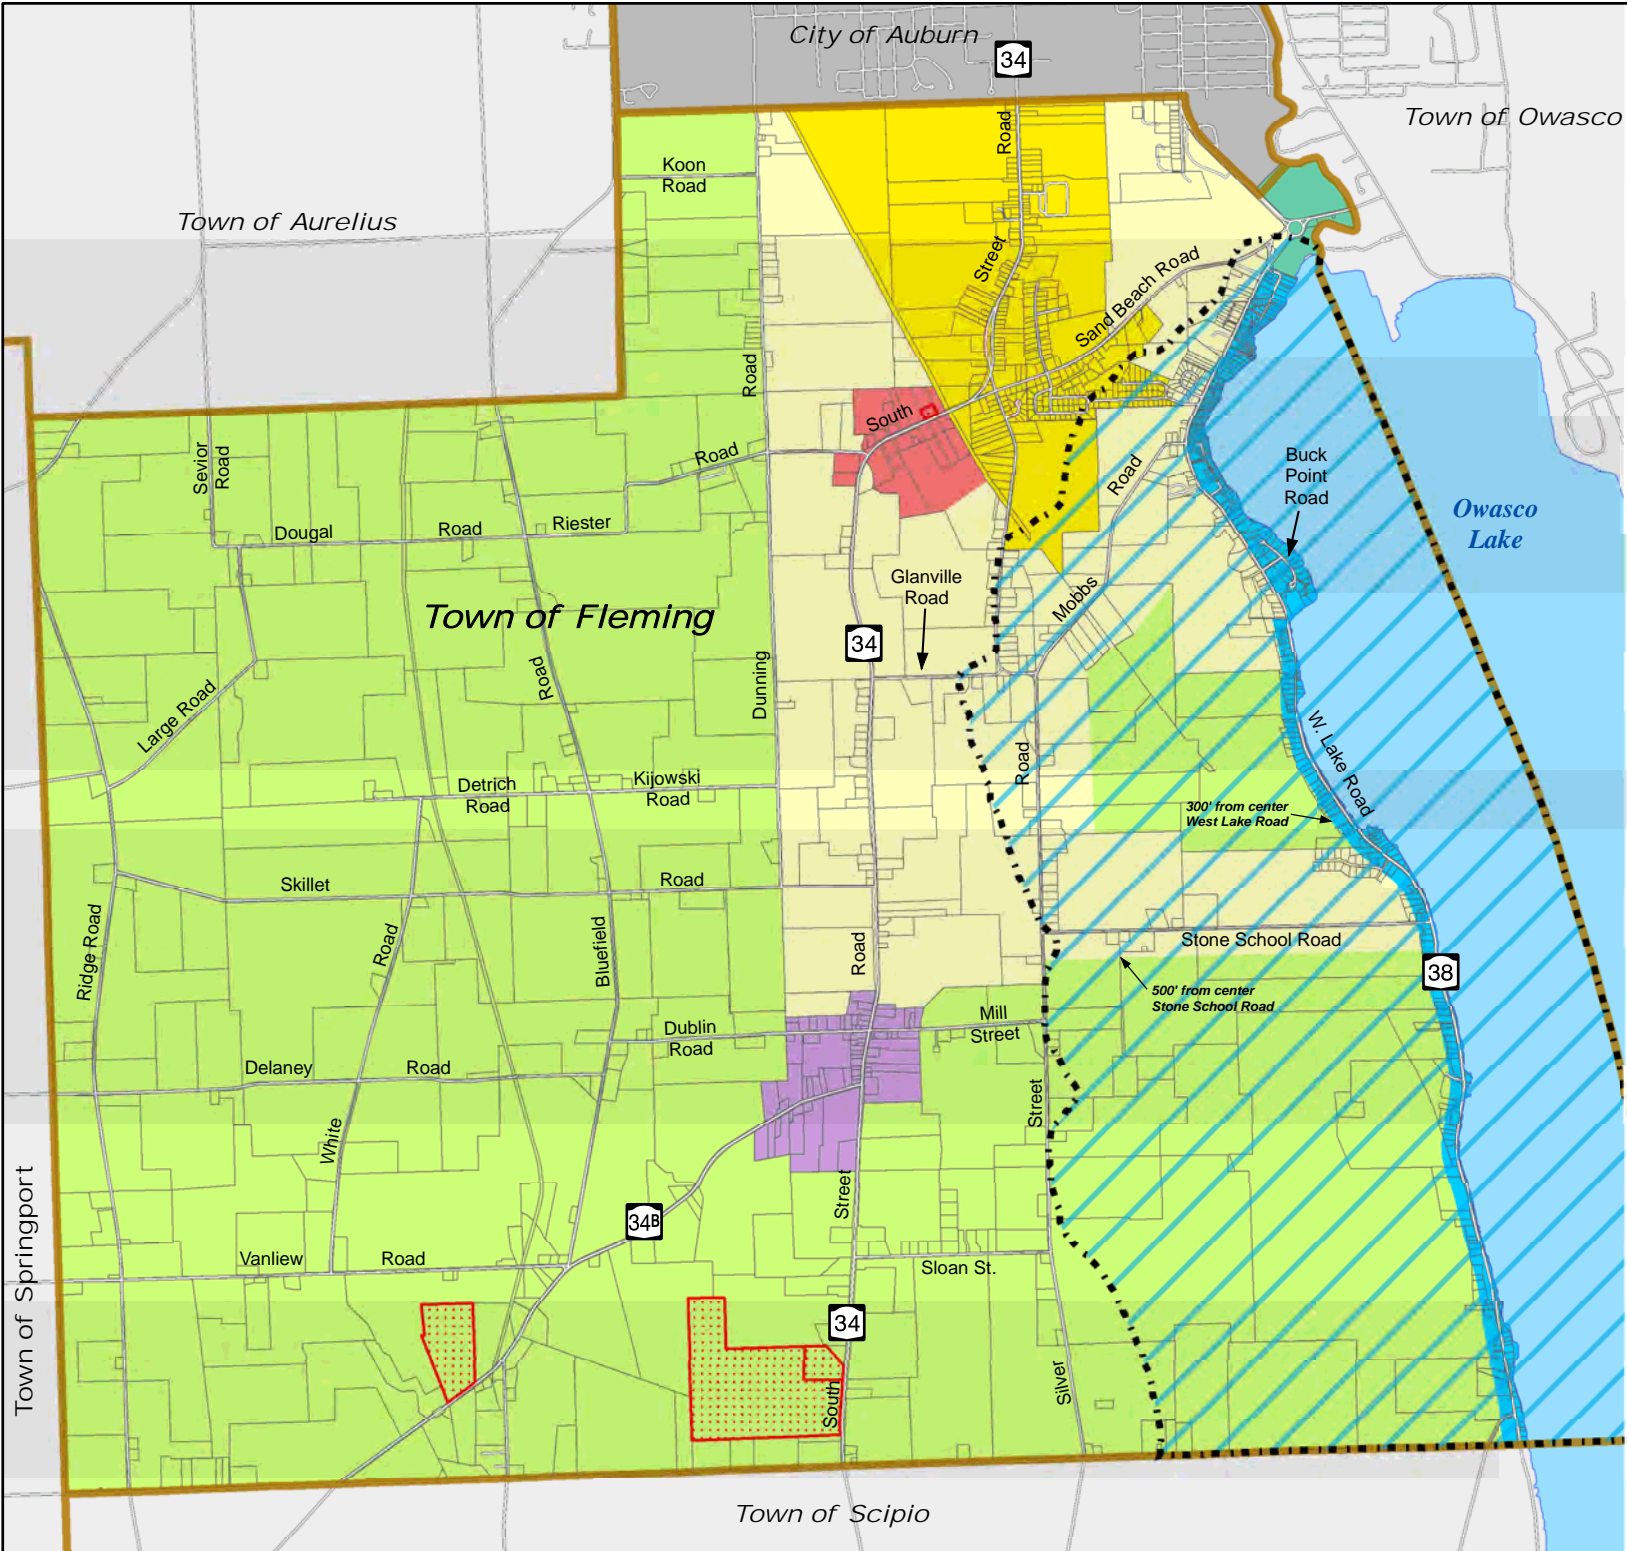 City of Auburn
34
Town of Owasco
Road
Koon
Road
Town of Aurelius
Street
Sand Beach Road
Road
South
Sevior
Road
Road
Road
Buck
Point
Road
Owasco
Lake
Dougal
Road
Riester
Glanville
Road
Mobbs
Town of Fleming
34
Road
Dunning
Large Road
W. Lake Road
Road
Detrich
Road
Kijowski
Road
300' from center
West Lake Road
Skillet
Road
Ridge Road
Road
Bluefield
Road
Stone School Road
38
500' from center
Stone School Road
Mill
Street
Dublin
Road
Delaney
Road
Street
White
Town of Springport
Street
34B
Vanliew
Road
Sloan St.
34
Silver
South
Town of Scipio